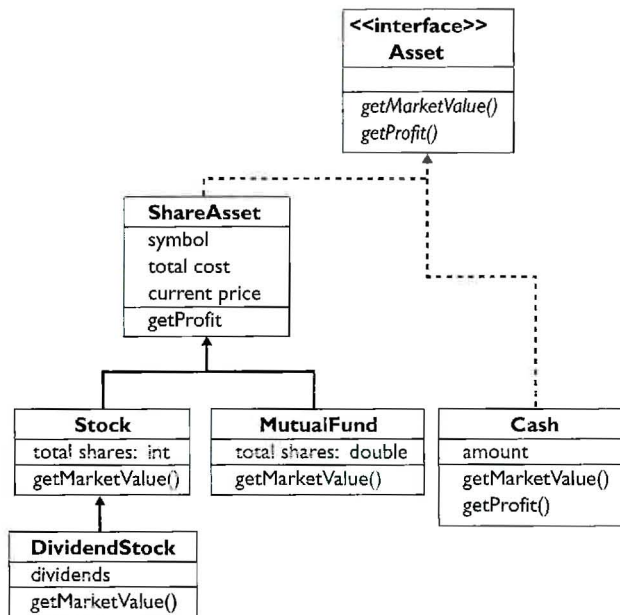 <<interface>>
Asset
getMarketValue()
getProfit()
ShareAsset
symbol
total cost
current price
getProfit
Stock
total shares: int
getMarketValue()
MutualFund
total shares: double
getMarketValue()
Cash
amount
getMarketValue()
getProfit()
DividendStock
dividends
getMarketValue()